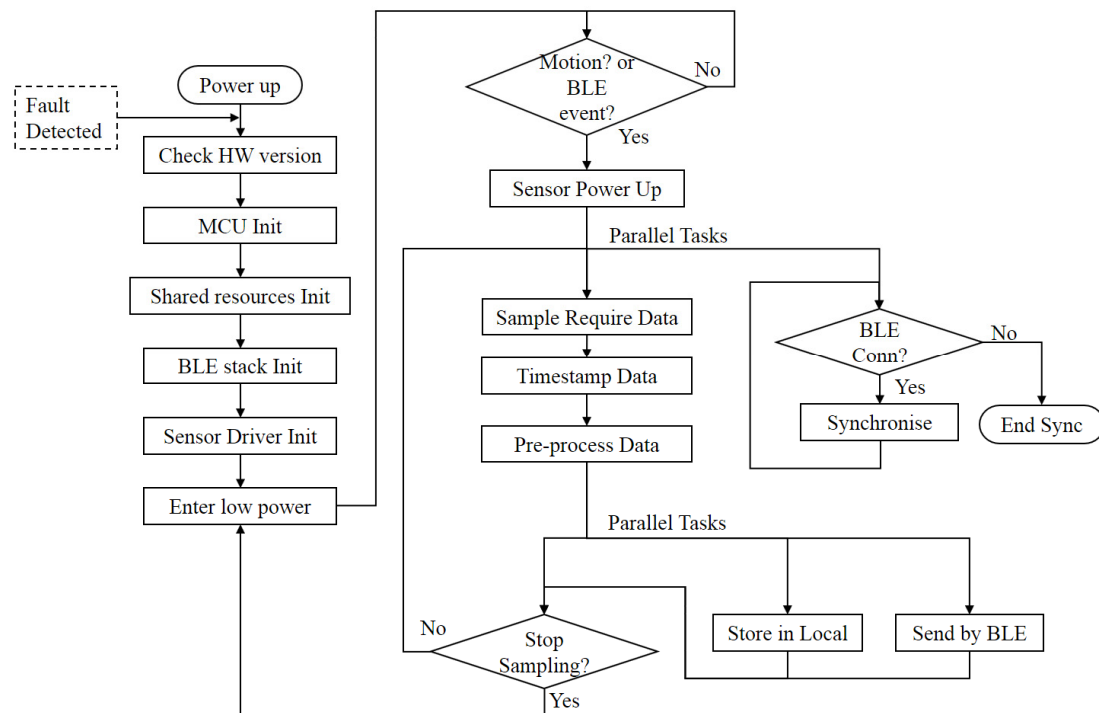 Power up
Fault
Detected
Check HW version
MCU Init
Shared resources Init
BLE stack Init
Sensor Driver Init
Enter low power
Motion? or
BLE
event?
No
Yes
Sensor Power Up
Parallel Tasks
Sample Require Data
Timestamp Data
Pre-process Data
BLE
Conn?
No
Yes
Synchronise
End Sync
Parallel Tasks
Store in Local
Send by BLE
Stop
Sampling?
No
Yes